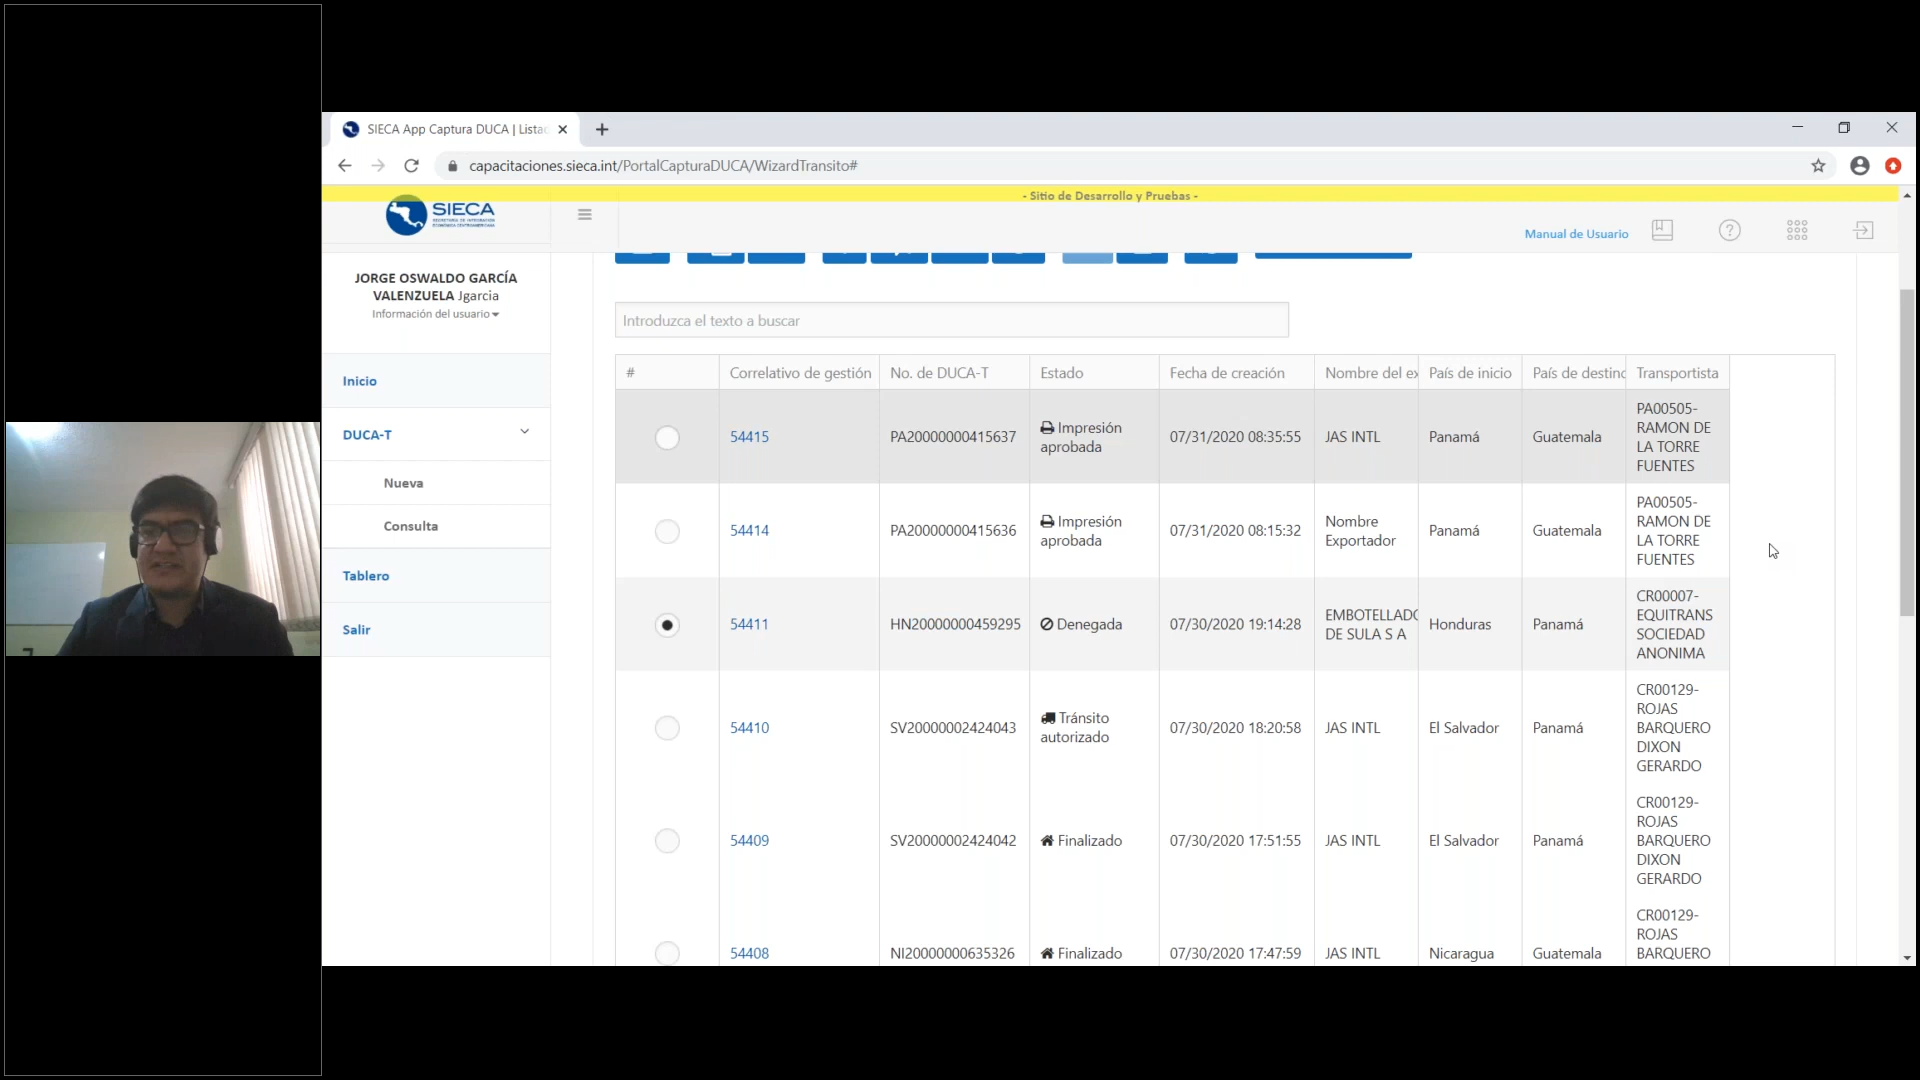 SIECA App Captura DUCA | Lista
capacitaciones.sieca.int/PortalCapturaDUCA/WizardTransito#
- Sitio de Desarrollo y Pruebas -
SIECA
Manual de Usuario
JORGE OSWALDO GARCÍA
VALENZUELA Jgarcia
Información del usuario
Inicio
DUCA-T
Nueva
Consulta
Tablero
Salir
Introduzca el texto a buscar
# Correlativo de gestión No. de DUCA-T Estado Fecha de creación Nombre del ex País de inicio País de destino Transportista
54415 PA20000000415637 Impresión aprobada 07/31/2020 08:35:55 JAS INTL Panamá Guatemala PA00505-RAMON DE LA TORRE FUENTES
54414 PA20000000415636 Impresión aprobada 07/31/2020 08:15:32 Nombre Exportador Panamá Guatemala PA00505-RAMON DE LA TORRE FUENTES
54411 HN20000000459295 Denegada 07/30/2020 19:14:28 EMBOTELLADO DE SULA S A Honduras Panamá CR00007-EQUITRANS SOCIEDAD ANONIMA
54410 SV20000002424043 Tránsito autorizado 07/30/2020 18:20:58 JAS INTL El Salvador Panamá CR00129-ROJAS BARQUERO DIXON GERARDO
54409 SV20000002424042 Finalizado 07/30/2020 17:51:55 JAS INTL El Salvador Panamá CR00129-ROJAS BARQUERO DIXON GERARDO
54408 NI20000000635326 Finalizado 07/30/2020 17:47:59 JAS INTL Nicaragua Guatemala CR00129-ROJAS BARQUERO